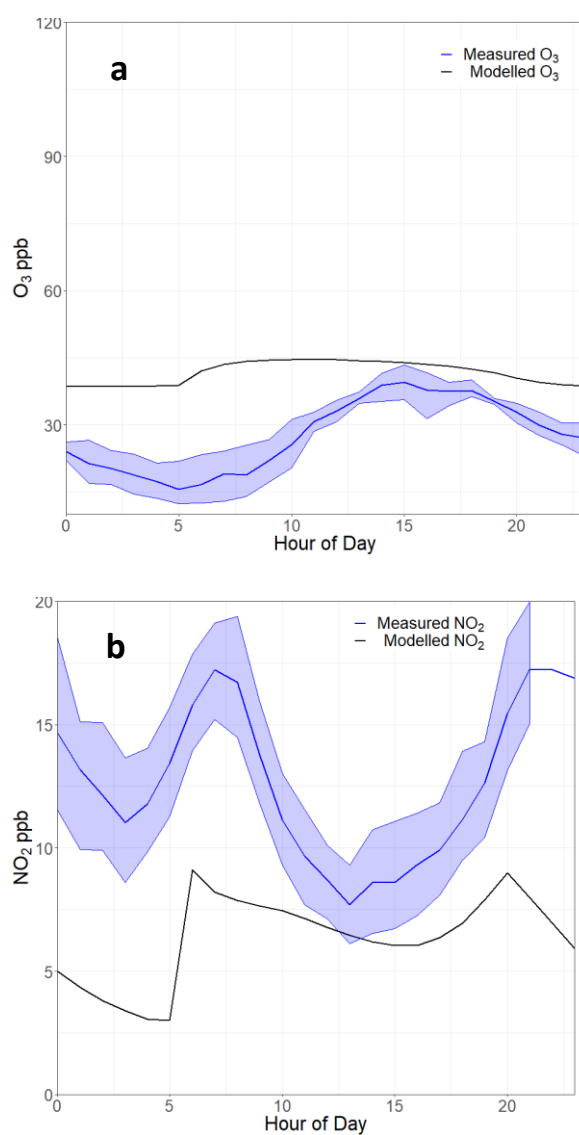 120
a
Measured O₃
Modelled O₃
90
60
30
O₃ ppb
0 5 10 15 20
Hour of Day
20
b
Measured NO₂
Modelled NO₂
15
10
5
0
NO₂ ppb
0 5 10 15 20
Hour of Day